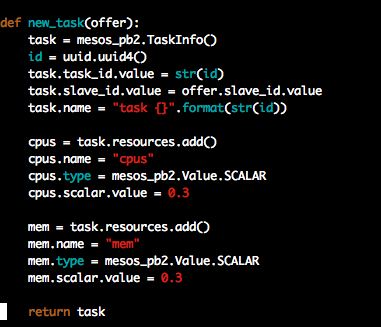 def new_task(offer):
    task = mesos_pb2.TaskInfo()
    id = uuid.uuid4()
    task.task_id.value = str(id)
    task.slave_id.value = offer.slave_id.value
    task.name = "task {}".format(str(id))

    cpus = task.resources.add()
    cpus.name = "cpus"
    cpus.type = mesos_pb2.Value.SCALAR
    cpus.scalar.value = 0.3

    mem = task.resources.add()
    mem.name = "mem"
    mem.type = mesos_pb2.Value.SCALAR
    mem.scalar.value = 0.3

    return task